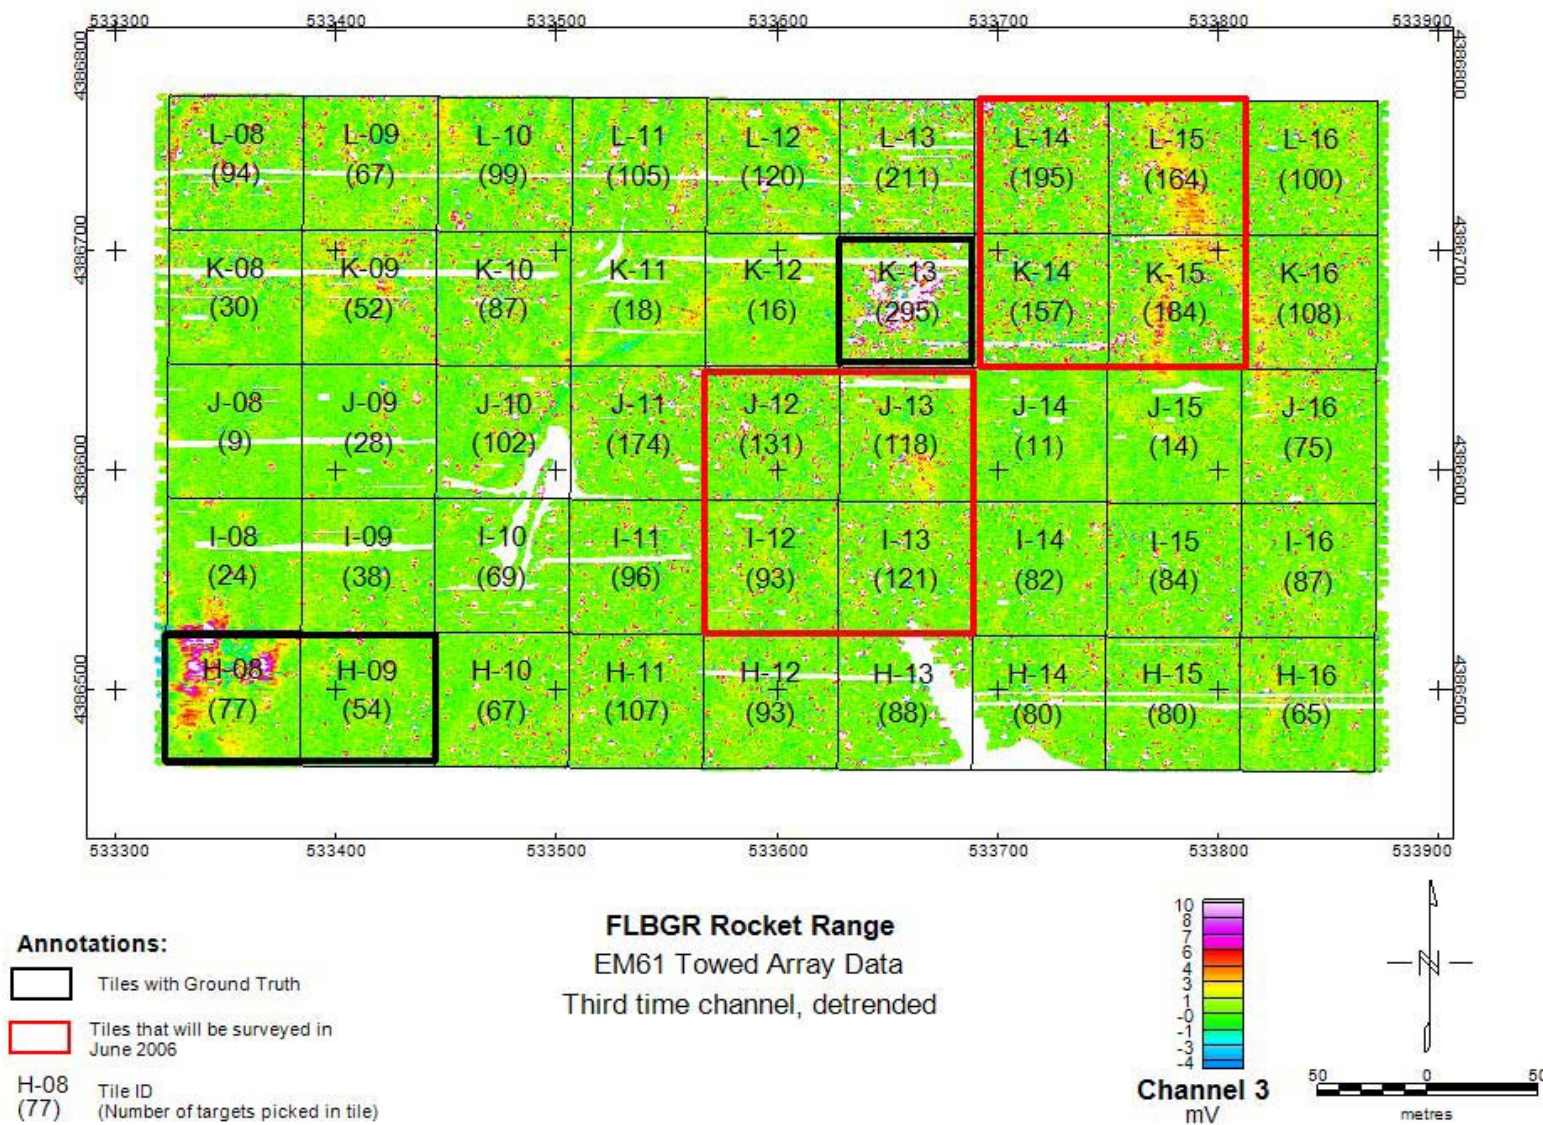 533300 533400 533500 533600 533700 533800 533900
4386800 4386800
L-08 L-09 L-10 L-11 L-12 L-13 L-14 L-15 L-16
(94) (67) (99) (105) (120) (211) (195) (164) (100)
4386700 4386700
K-08 K-09 K-10 K-11 K-12 K-13 K-14 K-15 K-16
(30) (52) (87) (18) (16) (295) (157) (184) (108)
J-08 J-09 J-10 J-11 J-12 J-13 J-14 J-15 J-16
(9) (28) (102) (174) (131) (118) (11) (14) (75)
4386600 4386600
I-08 I-09 I-10 I-11 I-12 I-13 I-14 I-15 I-16
(24) (38) (69) (96) (93) (121) (82) (84) (87)
H-08 H-09 H-10 H-11 H-12 H-13 H-14 H-15 H-16
4386500 4386500
(77) (54) (67) (107) (93) (88) (80) (80) (65)
533300 533400 533500 533600 533700 533800 533900
Annotations:
Tiles with Ground Truth
Tiles that will be surveyed in
June 2006
H-08 Tile ID
(77) (Number of targets picked in tile)
FLBGR Rocket Range
EM61 Towed Array Data
Third time channel, detrended
10
8
7
6
4
3
1
-0
-1
-3
-4
Channel 3
mV
N
50 0 50
metres